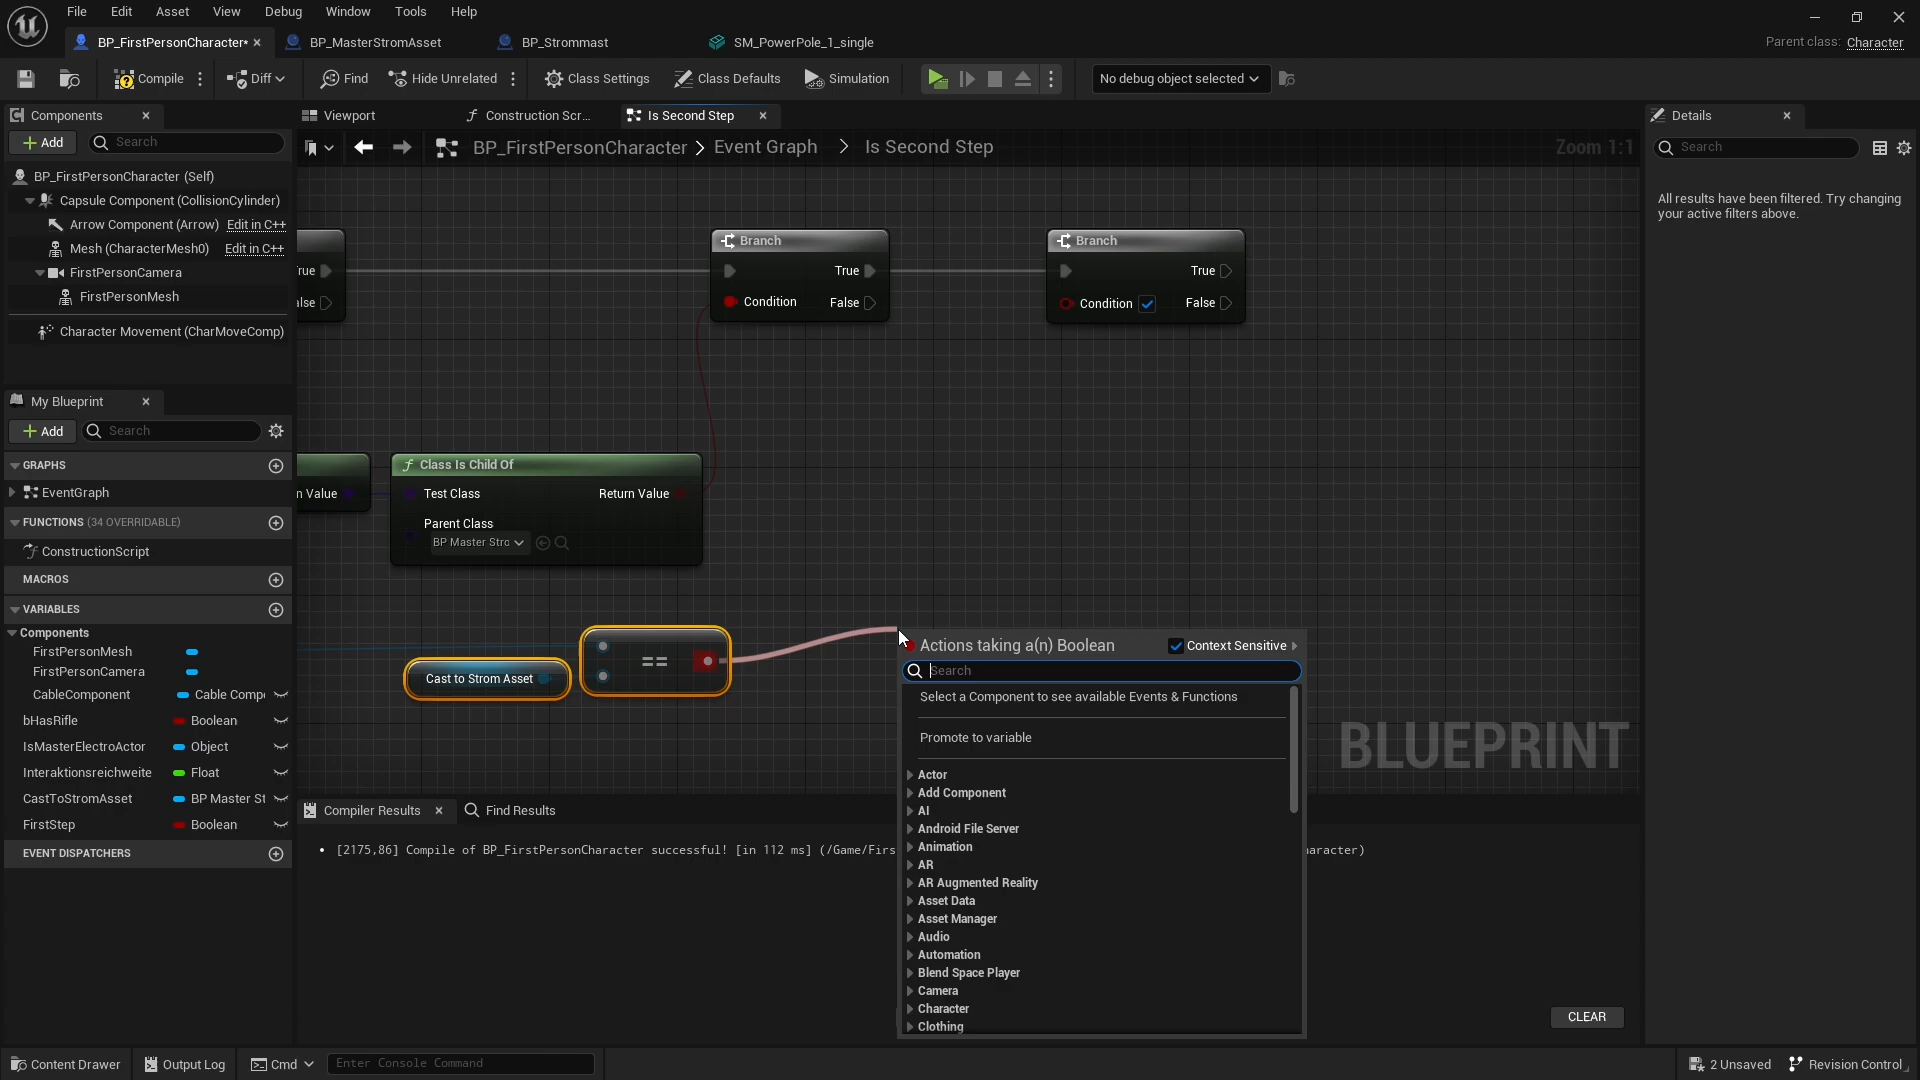 File Edit Asset View Debug Window Tools Help
BP_FirstPersonCharacter* BP_MasterStromAsset BP_Strommast SM_PowerPole_1_single
Parent class: Character
Compile Diff Find Hide Unrelated Class Settings Class Defaults Simulation No debug object selected
Components
Add Search
BP_FirstPersonCharacter (Self)
Capsule Component (CollisionCylinder)
Arrow Component (Arrow) Edit in C++
Mesh (CharacterMesh0) Edit in C++
FirstPersonCamera
FirstPersonMesh
Character Movement (CharMoveComp)
My Blueprint
Add Search
GRAPHS
EventGraph
FUNCTIONS (34 OVERRIDABLE)
ConstructionScript
MACROS
VARIABLES
Components
FirstPersonMesh
FirstPersonCamera
CableComponent Cable Comp
bHasRifle Boolean
IsMasterElectroActor Object
Interaktionsreichweite Float
CastToStromAsset BP Master St
FirstStep Boolean
EVENT DISPATCHERS
Viewport Construction Scr... Is Second Step
BP_FirstPersonCharacter > Event Graph > Is Second Step
Zoom 1:1
rue
alse
Branch
True
Condition False
Branch
True
Condition False
n Value
Class Is Child Of
Test Class Return Value
Parent Class
BP Master Strc
Cast to Strom Asset
==
BLUEPRINT
Actions taking a(n) Boolean Context Sensitive
Search
Select a Component to see available Events & Functions
Promote to variable
Actor
Add Component
AI
Android File Server
Animation
AR
AR Augmented Reality
Asset Data
Asset Manager
Audio
Automation
Blend Space Player
Camera
Character
Clothing
Compiler Results Find Results
[2175,86] Compile of BP_FirstPersonCharacter successful! [in 112 ms] (/Game/Firs
aracter)
CLEAR
Details
Search
All results have been filtered. Try changing
your active filters above.
Content Drawer Output Log Cmd Enter Console Command 2 Unsaved Revision Control